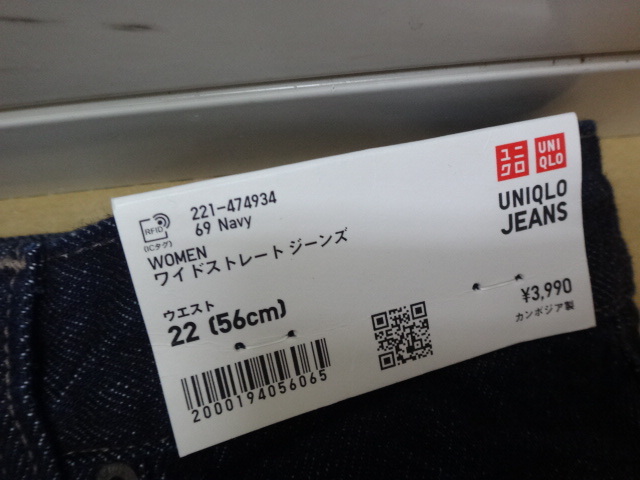 ユニ
クロ
UNI
QLO
UNIQLO
JEANS
221-474934
69 Navy
RFID
(ICタグ)
WOMEN
ワイドストレートジーンズ
ウエスト
22 (56cm)
¥3,990
カンボジア製
2000194056065